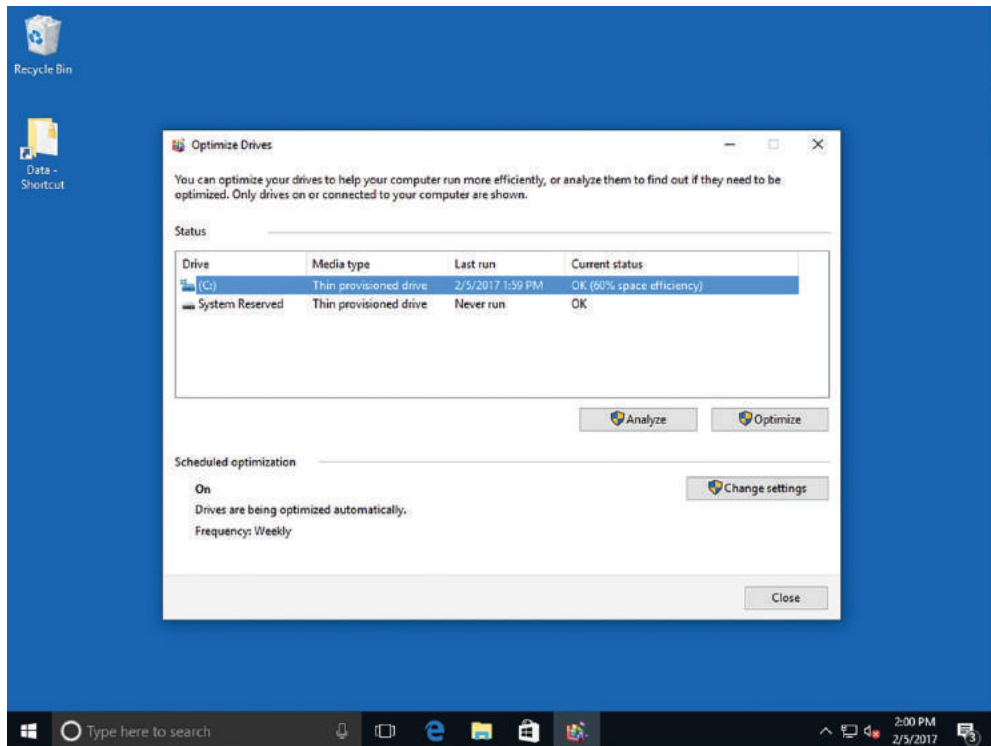 Recycle Bin
Data -
Shortcut
Optimize Drives
You can optimize your drives to help your computer run more efficiently, or analyze them to find out if they need to be
optimized. Only drives on or connected to your computer are shown.
Status
Drive Media type Last run Current status
(C:) Thin provisioned drive 2/5/2017 1:59 PM OK (60% space efficiency)
System Reserved Thin provisioned drive Never run OK
Analyze Optimize
Scheduled optimization
On Change settings
Drives are being optimized automatically.
Frequency: Weekly
Close
Type here to search
2:00 PM
2/5/2017
3